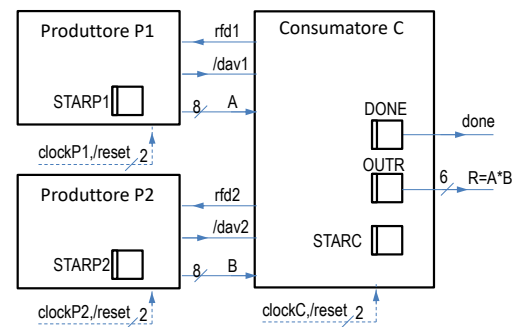 Produttore P1
rfd1
Consumatore C
/dav1
STARP1
8
A
DONE
done
clockP1,/reset
2
OUTR
6
R=A*B
Produttore P2
rfd2
/dav2
STARC
STARP2
8
B
clockP2,/reset
2
clockC,/reset
2